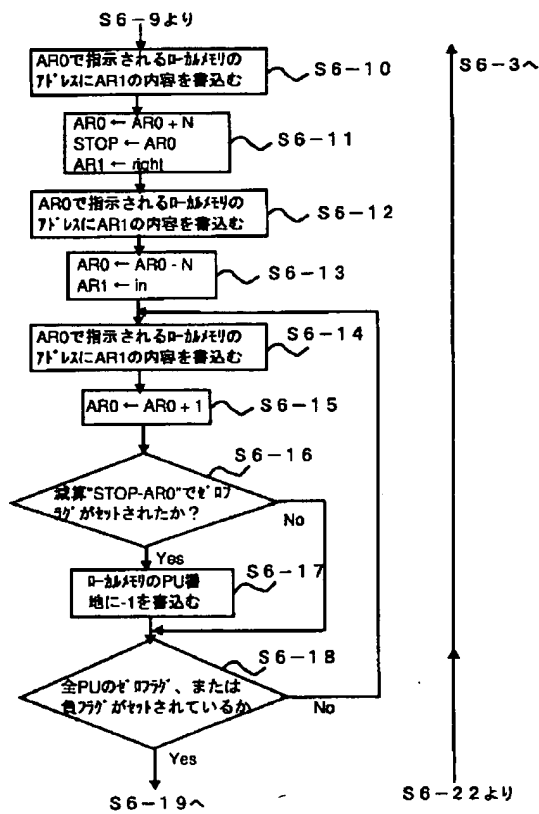 S6-9より
AR0で指示されるローカルメモリの
アドレスにAR1の内容を書込む
S6-10
S6-3へ
AR0 ← AR0 + N
STOP ← AR0
AR1 ← right
S6-11
AR0で指示されるローカルメモリの
アドレスにAR1の内容を書込む
S6-12
AR0 ← AR0 - N
AR1 ← in
S6-13
AR0で指示されるローカルメモリの
アドレスにAR1の内容を書込む
S6-14
AR0 ← AR0 + 1
S6-15
S6-16
減算"STOP-AR0"でゼロフ
ラグがセットされたか?
No
Yes
ローカルメモリのPU番
地に-1を書込む
S6-17
S6-18
全PUのゼロフラグ、または
負フラグがセットされているか
No
Yes
S6-19へ
S6-22より